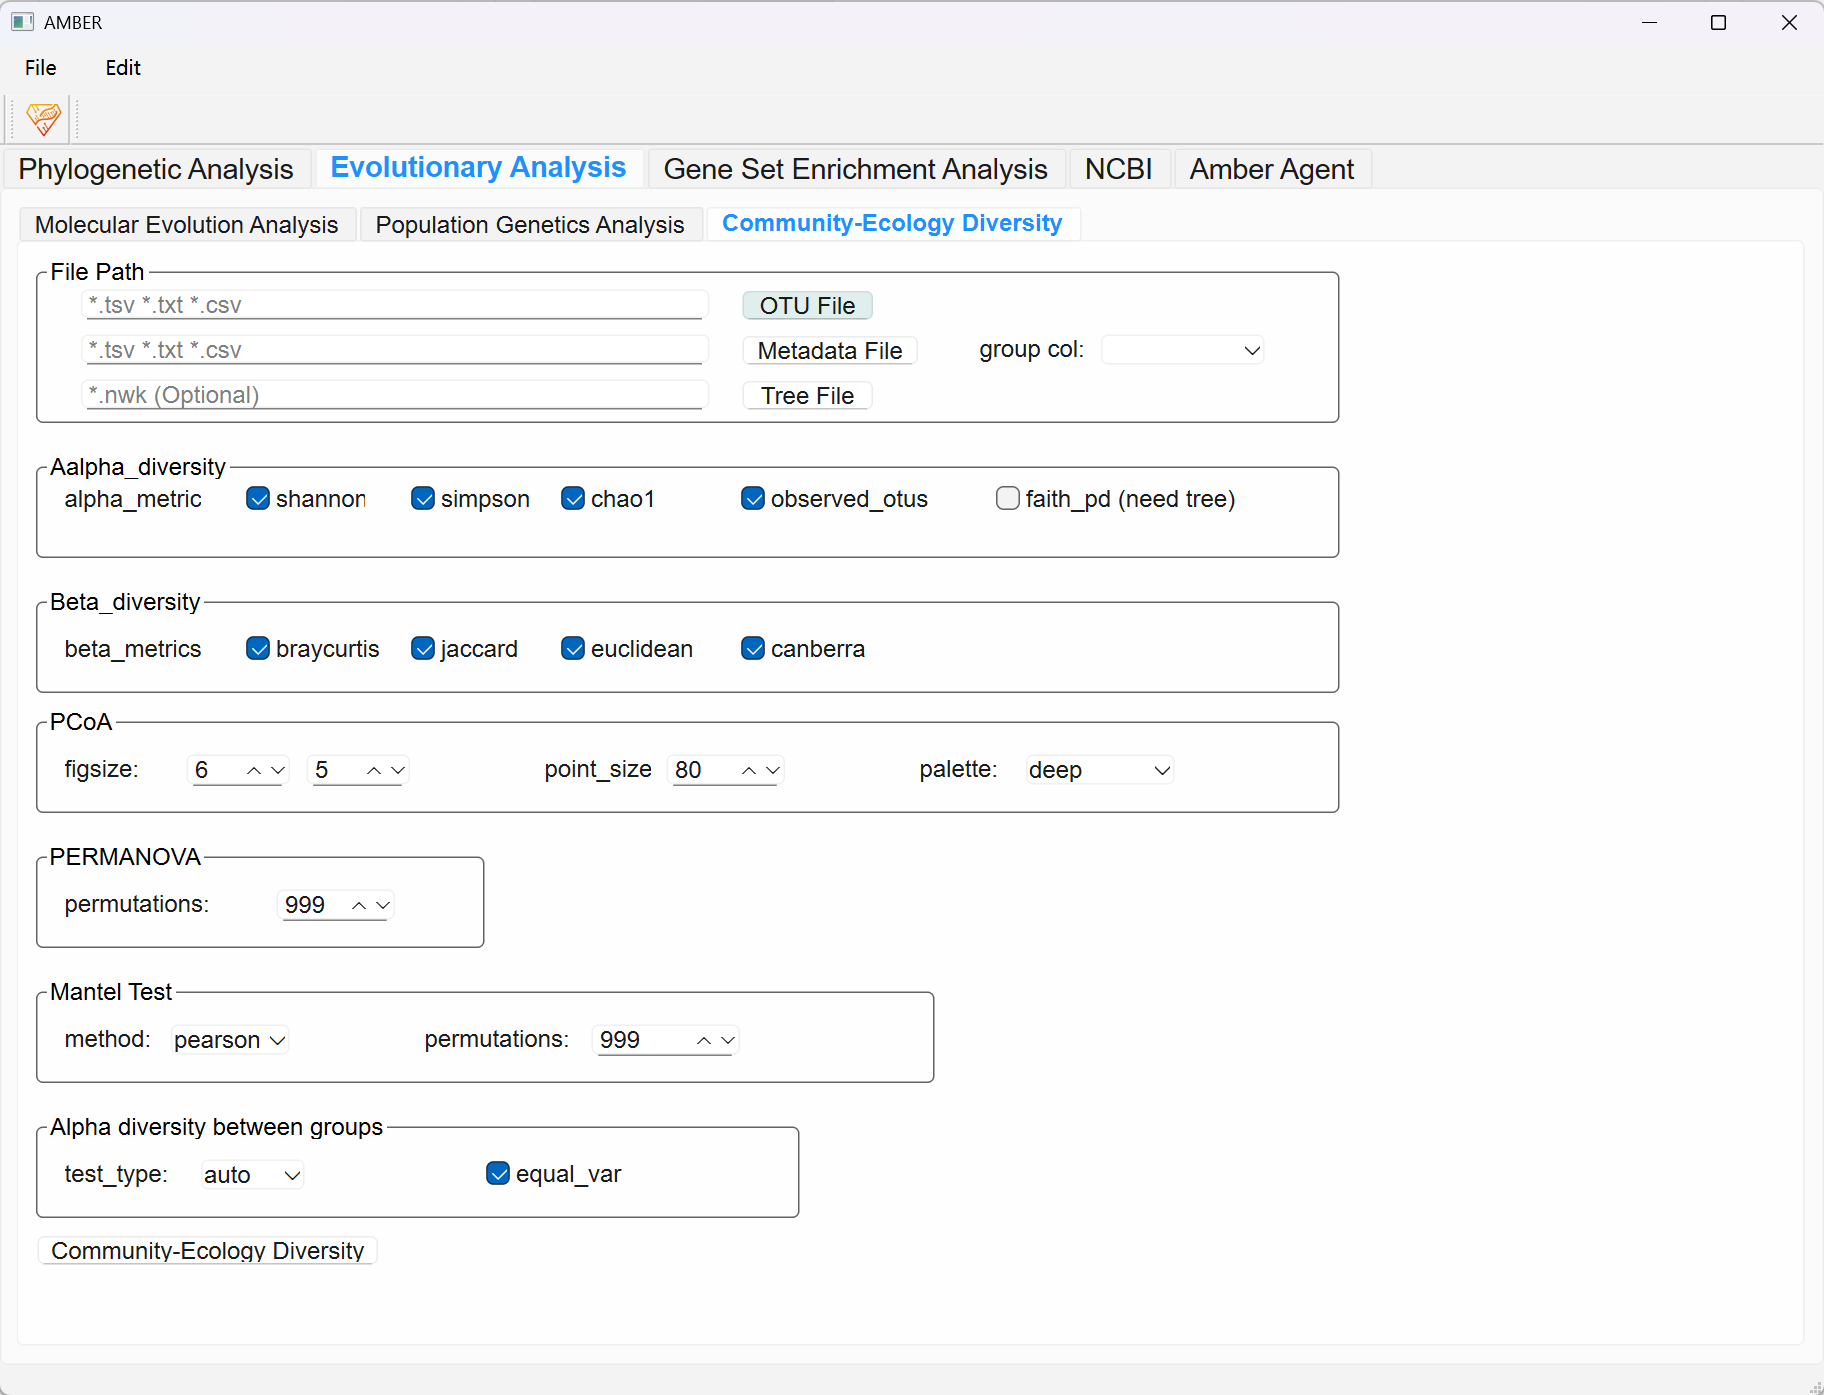 AMBER
File Edit
Phylogenetic Analysis Evolutionary Analysis Gene Set Enrichment Analysis NCBI Amber Agent
Molecular Evolution Analysis Population Genetics Analysis Community-Ecology Diversity
File Path
*.tsv *.txt *.csv OTU File
*.tsv *.txt *.csv Metadata File group col:
*.nwk (Optional) Tree File
Aalpha_diversity
alpha_metric shannon simpson chao1 observed_otus faith_pd (need tree)
Beta_diversity
beta_metrics braycurtis jaccard euclidean canberra
PCoA
figsize: 6 5 point_size 80 palette: deep
PERMANOVA
permutations: 999
Mantel Test
method: pearson permutations: 999
Alpha diversity between groups
test_type: auto equal_var
Community-Ecology Diversity